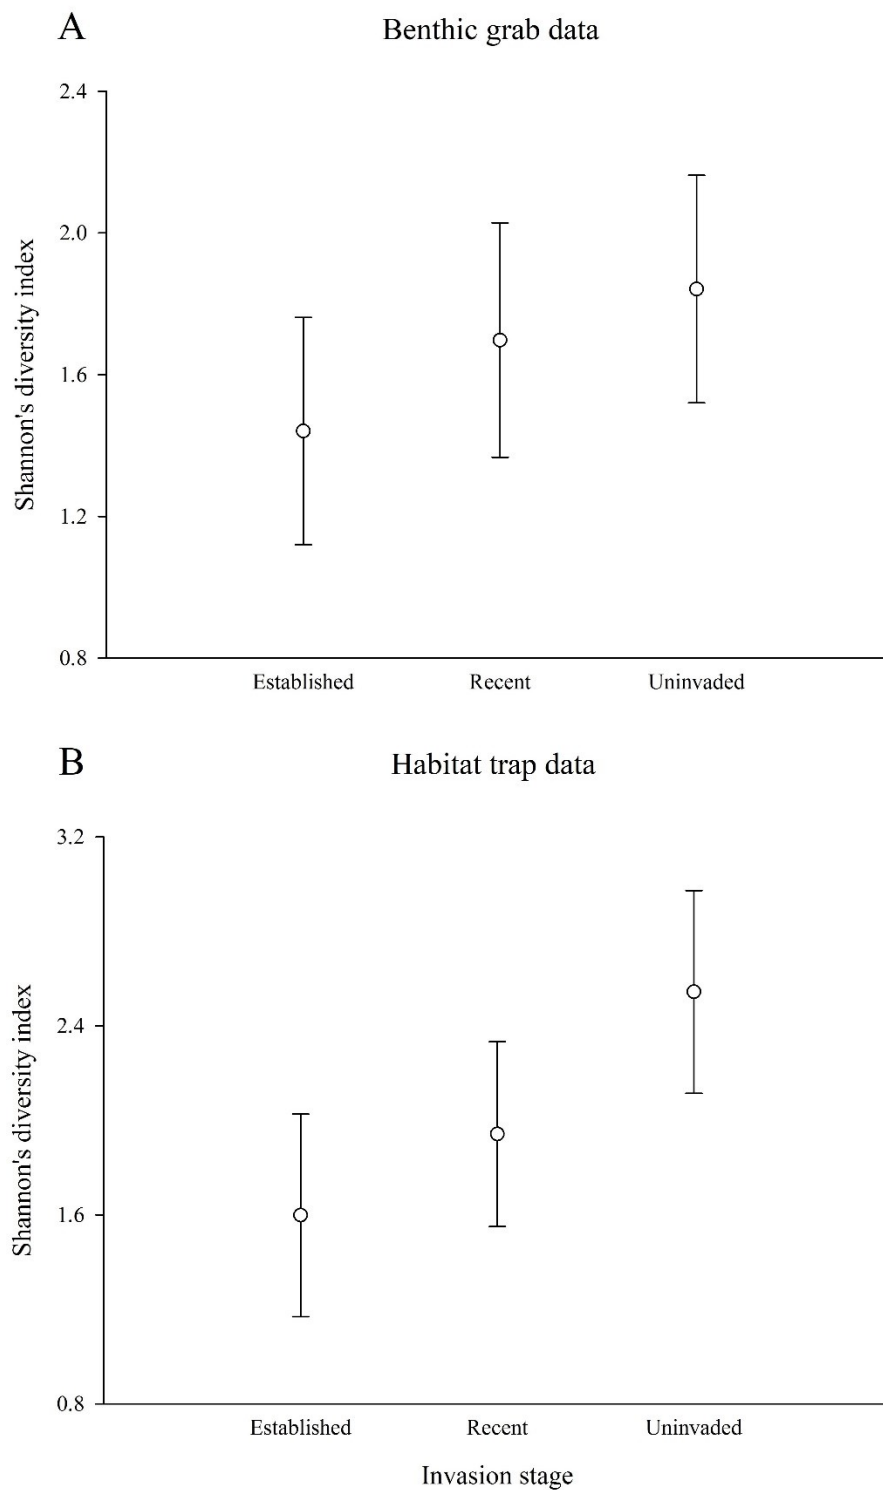 A
Benthic grab data
2.4
2.0
1.6
1.2
0.8
Shannon's diversity index
Established Recent Uninvaded
B
Habitat trap data
3.2
2.4
1.6
0.8
Shannon's diversity index
Established Recent Uninvaded
Invasion stage